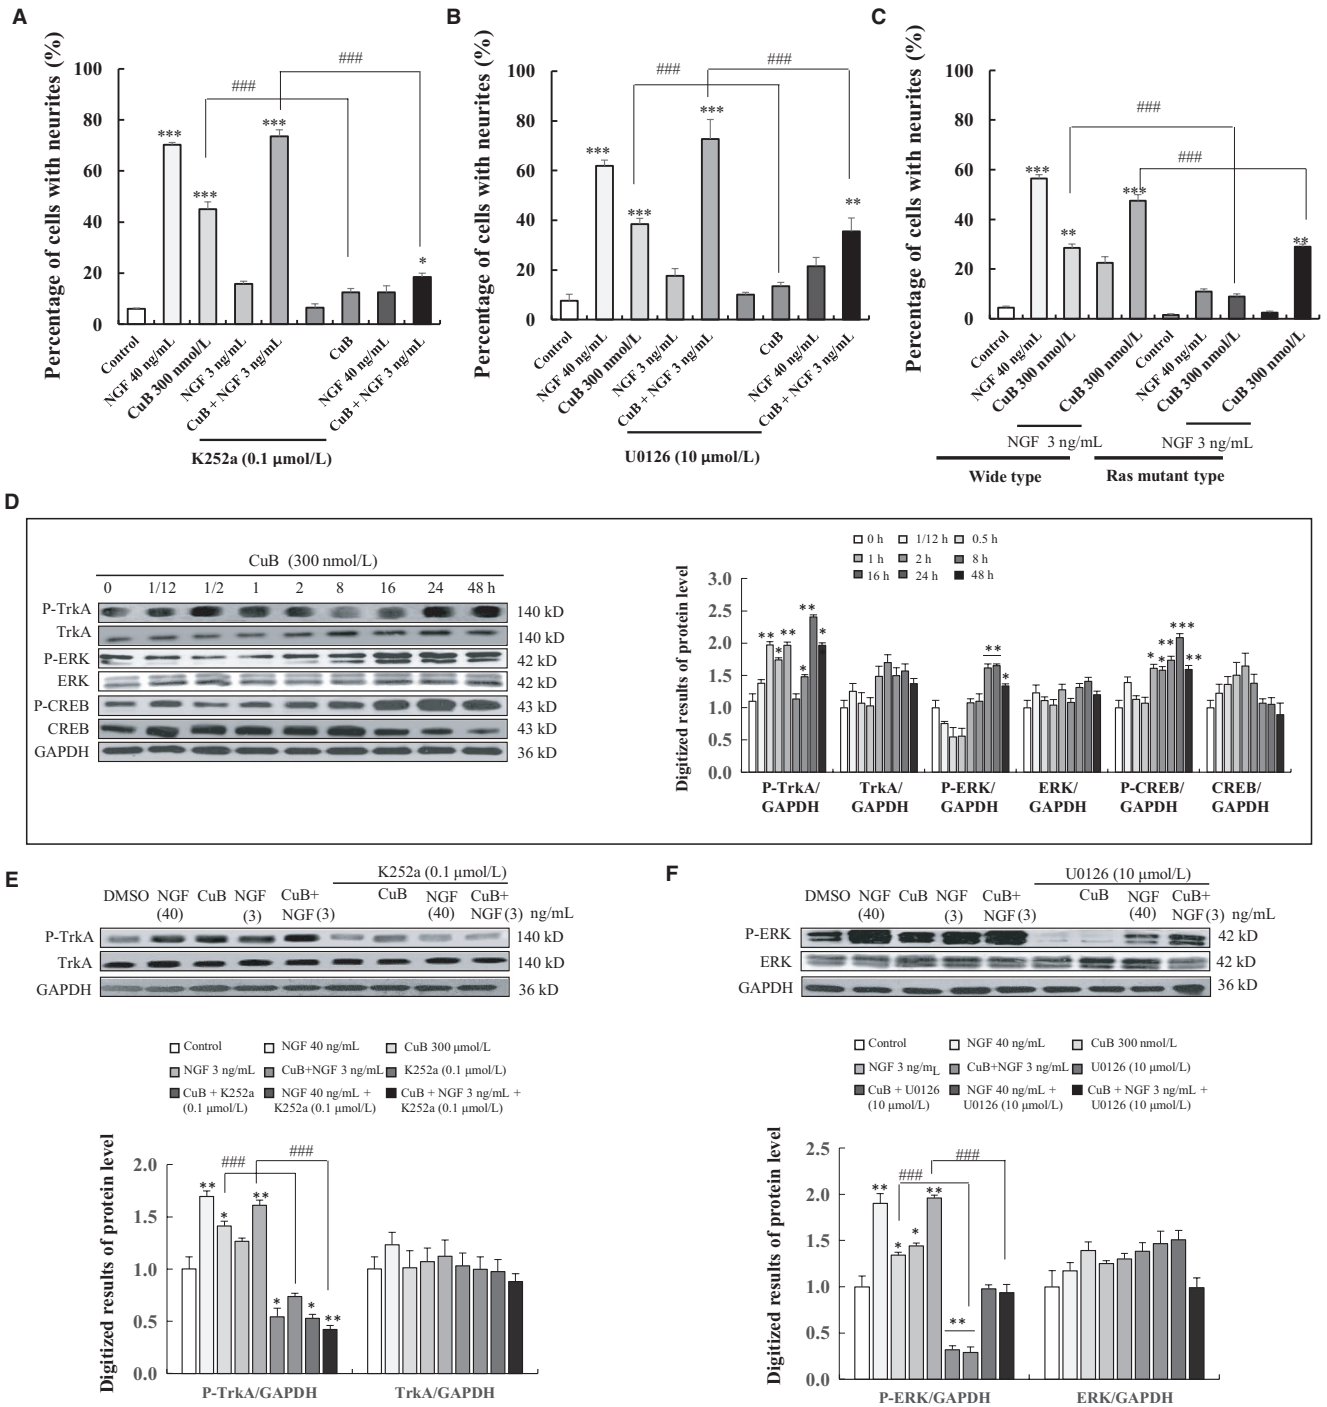 A
Percentage of cells with neurites (%)
100
80
60
40
20
0
***
***
***
*
###
###
Control
NGF 40 ng/mL
CuB 300 nmol/L
NGF 3 ng/mL
CuB + NGF 3 ng/mL
CuB
NGF 40 ng/mL
CuB + NGF 3 ng/mL
K252a (0.1 μmol/L)
B
Percentage of cells with neurites (%)
100
80
60
40
20
0
***
***
***
**
###
###
Control
NGF 40 ng/mL
CuB 300 nmol/L
NGF 3 ng/mL
CuB + NGF 3 ng/mL
CuB
NGF 40 ng/mL
CuB + NGF 3 ng/mL
U0126 (10 μmol/L)
C
Percentage of cells with neurites (%)
100
80
60
40
20
0
***
**
***
**
###
###
Control
NGF 40 ng/mL
CuB 300 nmol/L
CuB 300 nmol/L
Control
NGF 40 ng/mL
CuB 300 nmol/L
CuB 300 nmol/L
NGF 3 ng/mL
NGF 3 ng/mL
Wide type
Ras mutant type
D
CuB (300 nmol/L)
0 1/12 1/2 1 2 8 16 24 48 h
P-TrkA 140 kD
TrkA 140 kD
P-ERK 42 kD
ERK 42 kD
P-CREB 43 kD
CREB 43 kD
GAPDH 36 kD
0 h 1/12 h 0.5 h
1 h 2 h 8 h
16 h 24 h 48 h
Digitized results of protein level
3.0
2.5
2.0
1.5
1.0
0.5
0.0
** * ** * ** *
** *
* * ** *** **
P-TrkA/ GAPDH
TrkA/ GAPDH
P-ERK/ GAPDH
ERK/ GAPDH
P-CREB/ GAPDH
CREB/ GAPDH
E
K252a (0.1 μmol/L)
DMSO NGF CuB NGF CuB+ CuB NGF CuB+
(40) (3) NGF (3) (40) NGF (3) ng/mL
P-TrkA 140 kD
TrkA 140 kD
GAPDH 36 kD
Control NGF 40 ng/mL CuB 300 μmol/L
NGF 3 ng/mL CuB+NGF 3 ng/mL K252a (0.1 μmol/L)
CuB + K252a NGF 40 ng/mL + CuB + NGF 3 ng/mL +
(0.1 μmol/L) K252a (0.1 μmol/L) K252a (0.1 μmol/L)
Digitized results of protein level
2.0
1.5
1.0
0.5
0.0
###
###
** * ** * * **
P-TrkA/GAPDH TrkA/GAPDH
F
U0126 (10 μmol/L)
DMSO NGF CuB NGF CuB+ CuB NGF CuB+
(40) (3) NGF (3) (40) NGF (3) ng/mL
P-ERK 42 kD
ERK 42 kD
GAPDH 36 kD
Control NGF 40 ng/mL CuB 300 nmol/L
NGF 3 ng/mL CuB+NGF 3 ng/mL U0126 (10 μmol/L)
CuB + U0126 NGF 40 ng/mL + CuB + NGF 3 ng/mL +
(10 μmol/L) U0126 (10 μmol/L) U0126 (10 μmol/L)
Digitized results of protein level
2.5
2.0
1.5
1.0
0.5
0.0
###
###
** * * ** **
P-ERK/GAPDH ERK/GAPDH